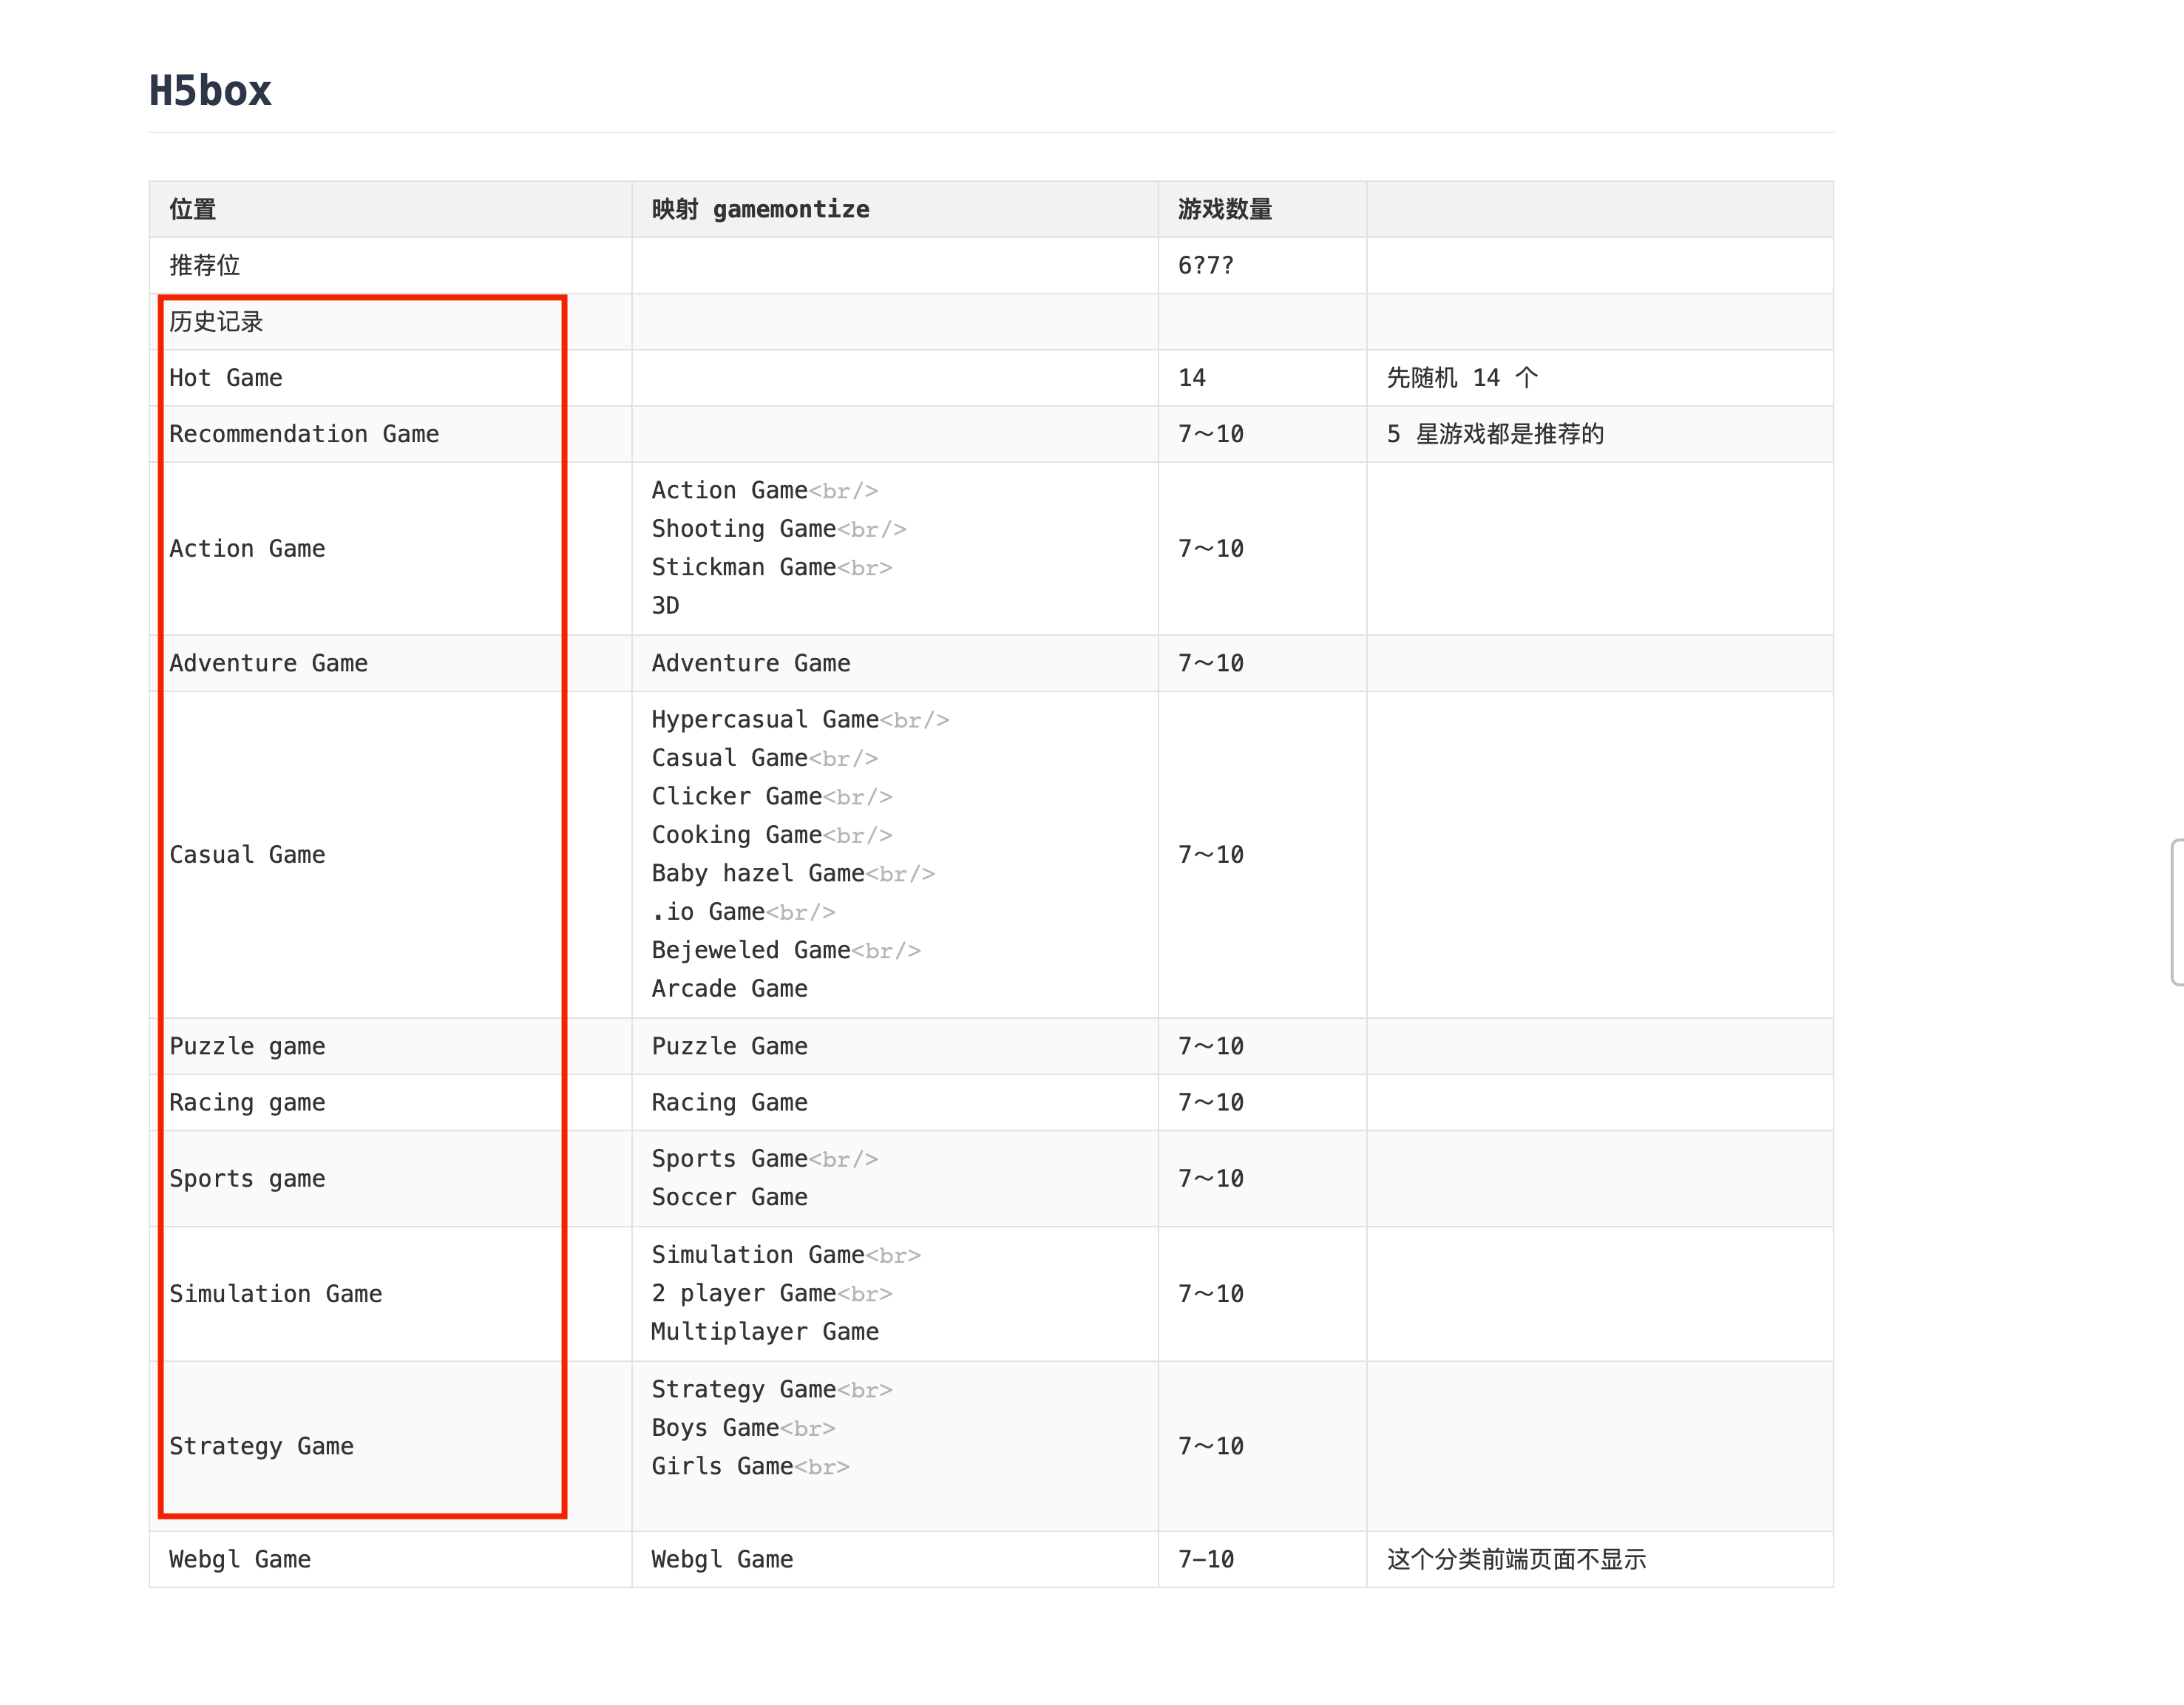 H5box
位置 映射 gamemontize 游戏数量
推荐位 6?7?
历史记录
Hot Game 14 先随机 14 个
Recommendation Game 7～10 5 星游戏都是推荐的
Action Game<br/>
Shooting Game<br/>
Action Game 7～10
Stickman Game<br>
3D
Adventure Game Adventure Game 7～10
Hypercasual Game<br/>
Casual Game<br/>
Clicker Game<br/>
Cooking Game<br/>
Casual Game 7～10
Baby hazel Game<br/>
.io Game<br/>
Bejeweled Game<br/>
Arcade Game
Puzzle game Puzzle Game 7～10
Racing game Racing Game 7～10
Sports Game<br/>
Sports game 7～10
Soccer Game
Simulation Game<br>
Simulation Game 2 player Game<br> 7～10
Multiplayer Game
Strategy Game<br>
Boys Game<br>
Strategy Game 7～10
Girls Game<br>
Webgl Game Webgl Game 7-10 这个分类前端页面不显示